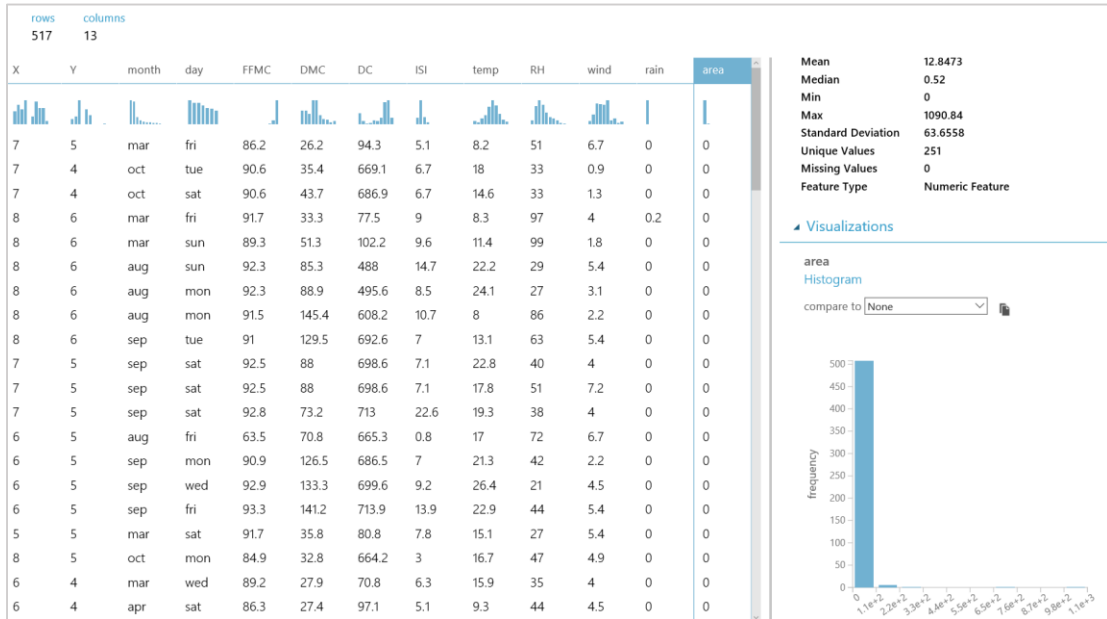 rows columns
517 13
X Y month day FFMC DMC DC ISI temp RH wind rain area
7 5 mar fri 86.2 26.2 94.3 5.1 8.2 51 6.7 0 0
7 4 oct tue 90.6 35.4 669.1 6.7 18 33 0.9 0 0
7 4 oct sat 90.6 43.7 686.9 6.7 14.6 33 1.3 0 0
8 6 mar fri 91.7 33.3 77.5 9 8.3 97 4 0.2 0
8 6 mar sun 89.3 51.3 102.2 9.6 11.4 99 1.8 0 0
8 6 aug sun 92.3 85.3 488 14.7 22.2 29 5.4 0 0
8 6 aug mon 92.3 88.9 495.6 8.5 24.1 27 3.1 0 0
8 6 aug mon 91.5 145.4 608.2 10.7 8 86 2.2 0 0
8 6 sep tue 91 129.5 692.6 7 13.1 63 5.4 0 0
7 5 sep sat 92.5 88 698.6 7.1 22.8 40 4 0 0
7 5 sep sat 92.5 88 698.6 7.1 17.8 51 7.2 0 0
7 5 sep sat 92.8 73.2 713 22.6 19.3 38 4 0 0
6 5 aug fri 63.5 70.8 665.3 0.8 17 72 6.7 0 0
6 5 sep mon 90.9 126.5 686.5 7 21.3 42 2.2 0 0
6 5 sep wed 92.9 133.3 699.6 9.2 26.4 21 4.5 0 0
6 5 sep fri 93.3 141.2 713.9 13.9 22.9 44 5.4 0 0
5 5 mar sat 91.7 35.8 80.8 7.8 15.1 27 5.4 0 0
8 5 oct mon 84.9 32.8 664.2 3 16.7 47 4.9 0 0
6 4 mar wed 89.2 27.9 70.8 6.3 15.9 35 4 0 0
6 4 apr sat 86.3 27.4 97.1 5.1 9.3 44 4.5 0 0
Mean 12.8473
Median 0.52
Min 0
Max 1090.84
Standard Deviation 63.6558
Unique Values 251
Missing Values 0
Feature Type Numeric Feature
Visualizations
area
Histogram
compare to None
500
450
400
350
300
250
200
150
100
50
0
frequency
0 1.1e+2 2.2e+2 3.3e+2 4.4e+2 5.5e+2 6.5e+2 7.6e+2 8.7e+2 9.8e+2 1.1e+3